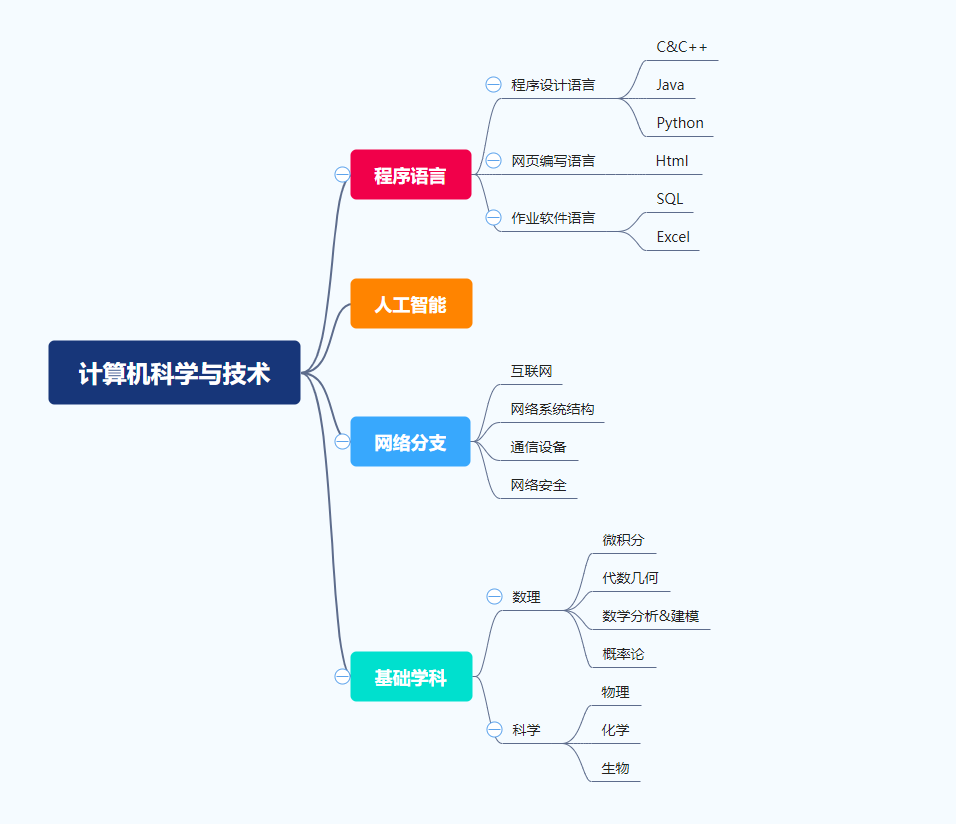 计算机科学与技术
程序语言
程序设计语言
C&C++
Java
Python
网页编写语言
Html
作业软件语言
SQL
Excel
人工智能
网络分支
互联网
网络系统结构
通信设备
网络安全
基础学科
数理
微积分
代数几何
数学分析&建模
概率论
科学
物理
化学
生物